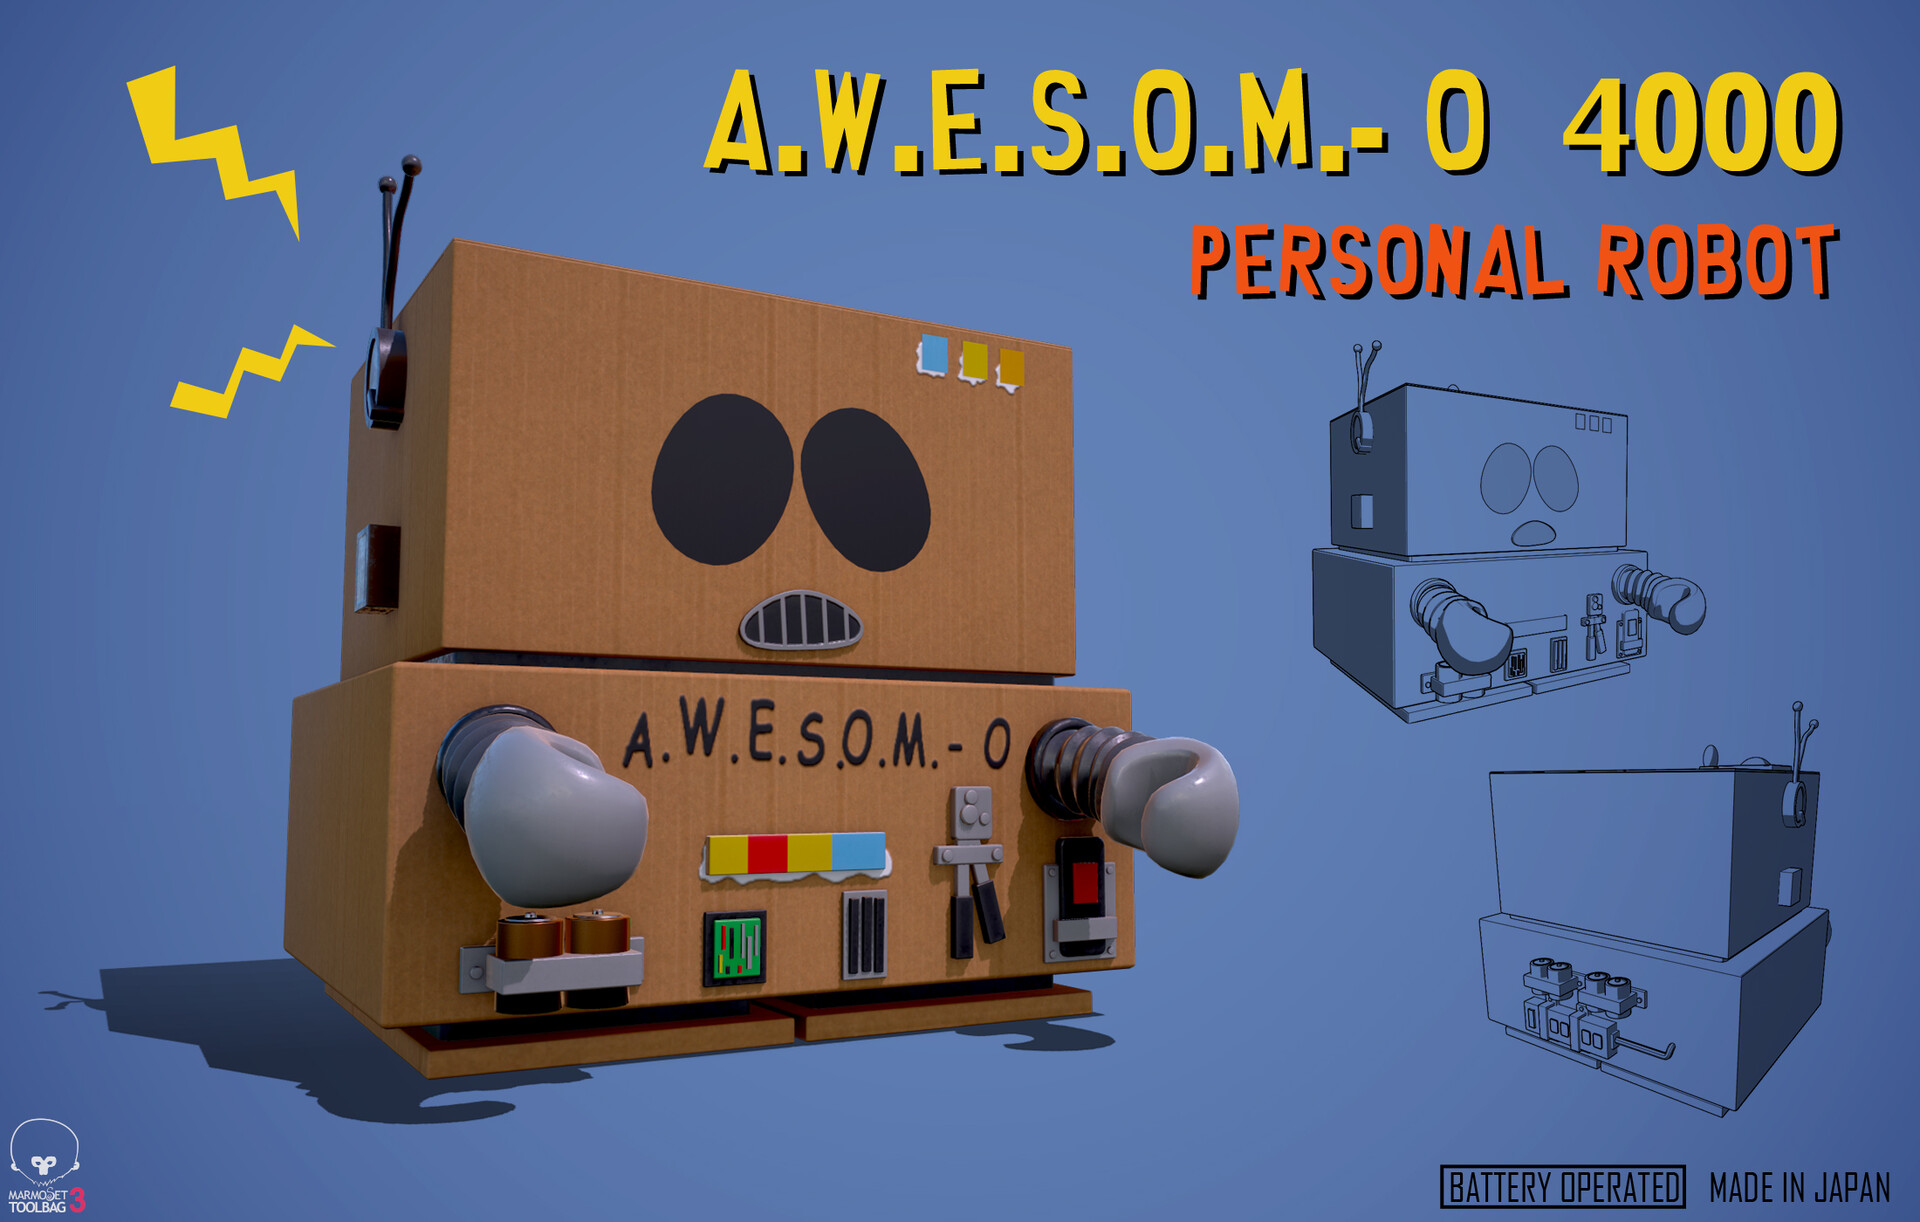 A.W.E.S.O.M.- O 4000
PERSONAL ROBOT
A.W.E.S.O.M.- O
MARMOSET
TOOLBAG 3
BATTERY OPERATED MADE IN JAPAN